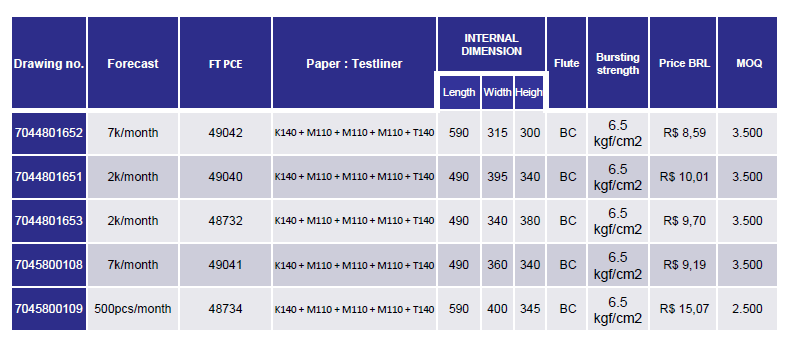 Drawing no. Forecast FT PCE Paper : Testliner INTERNAL DIMENSION Flute Bursting strength Price BRL MOQ
Length Width Heigh
7044801652 7k/month 49042 K140 + M110 + M110 + M110 + T140 590 315 300 BC 6.5 kgf/cm2 R$ 8,59 3.500
7044801651 2k/month 49040 K140 + M110 + M110 + M110 + T140 490 395 340 BC 6.5 kgf/cm2 R$ 10,01 3.500
7044801653 2k/month 48732 K140 + M110 + M110 + M110 + T140 490 340 380 BC 6.5 kgf/cm2 R$ 9,70 3.500
7045800108 7k/month 49041 K140 + M110 + M110 + M110 + T140 490 360 340 BC 6.5 kgf/cm2 R$ 9,19 3.500
7045800109 500pcs/month 48734 K140 + M110 + M110 + M110 + T140 590 400 345 BC 6.5 kgf/cm2 R$ 15,07 2.500